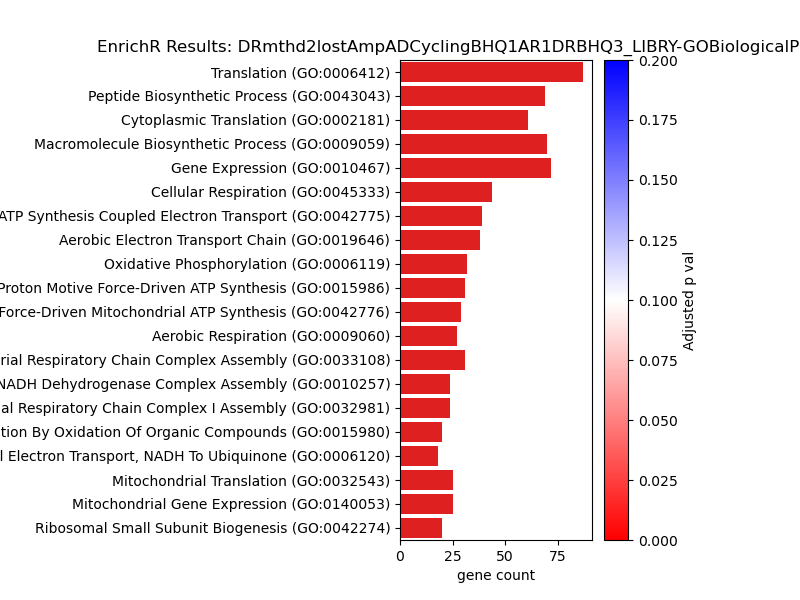 EnrichR Results: DRmthd2lostAmpADCyclingBHQ1AR1DRBHQ3_LIBRY-GOBiologicalP
Translation (GO:0006412)
Peptide Biosynthetic Process (GO:0043043)
Cytoplasmic Translation (GO:0002181)
Macromolecule Biosynthetic Process (GO:0009059)
Gene Expression (GO:0010467)
Cellular Respiration (GO:0045333)
ATP Synthesis Coupled Electron Transport (GO:0042775)
Aerobic Electron Transport Chain (GO:0019646)
Oxidative Phosphorylation (GO:0006119)
Proton Motive Force-Driven ATP Synthesis (GO:0015986)
Force-Driven Mitochondrial ATP Synthesis (GO:0042776)
Aerobic Respiration (GO:0009060)
rial Respiratory Chain Complex Assembly (GO:0033108)
NADH Dehydrogenase Complex Assembly (GO:0010257)
al Respiratory Chain Complex I Assembly (GO:0032981)
tion By Oxidation Of Organic Compounds (GO:0015980)
l Electron Transport, NADH To Ubiquinone (GO:0006120)
Mitochondrial Translation (GO:0032543)
Mitochondrial Gene Expression (GO:0140053)
Ribosomal Small Subunit Biogenesis (GO:0042274)
0 25 50 75
gene count
0.200
0.175
0.150
0.125
0.100
0.075
0.050
0.025
0.000
Adjusted p val